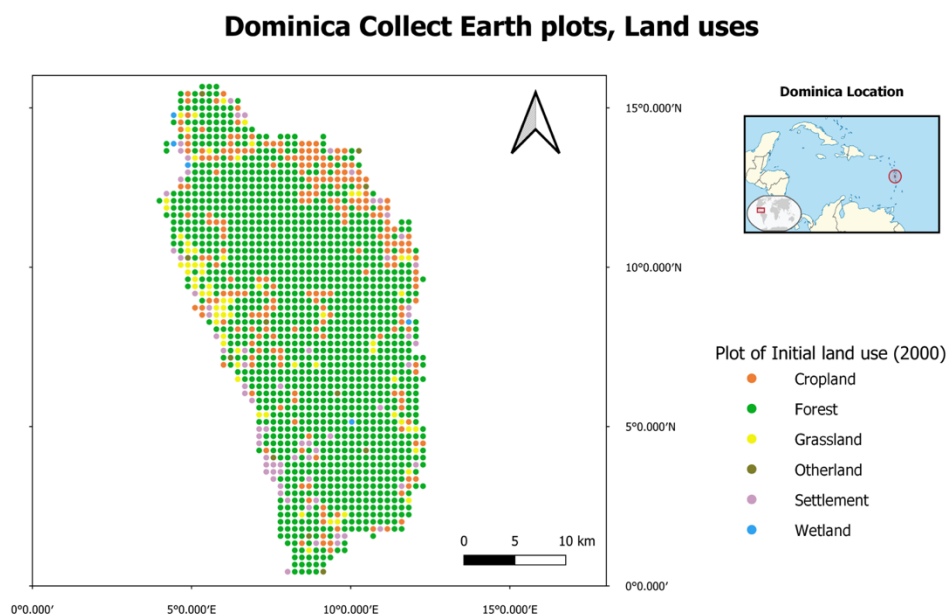 Dominica Collect Earth plots, Land uses
Dominica Location
15°0.000’N
10°0.000’N
5°0.000’N
0°0.000’
0°0.000’
5°0.000’E
10°0.000’E
15°0.000’E
0 5 10 km
Plot of Initial land use (2000)
Cropland
Forest
Grassland
Otherland
Settlement
Wetland